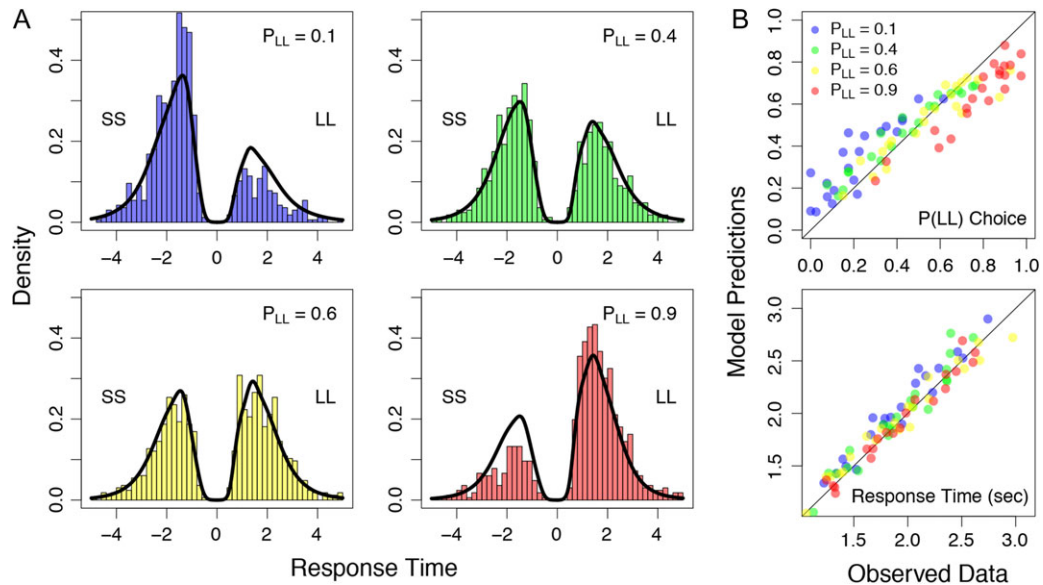 A
B
P_LL = 0.1
SS
LL
0.0 0.2 0.4
−4 −2 0 2 4
P_LL = 0.4
SS
LL
0.0 0.2 0.4
−4 −2 0 2 4
P_LL = 0.6
SS
LL
0.0 0.2 0.4
−4 −2 0 2 4
P_LL = 0.9
SS
LL
0.0 0.2 0.4
−4 −2 0 2 4
Density
Response Time
P_LL = 0.1
P_LL = 0.4
P_LL = 0.6
P_LL = 0.9
P(LL) Choice
0.0 0.2 0.4 0.6 0.8 1.0
0.0 0.2 0.4 0.6 0.8 1.0
Model Predictions
Response Time (sec)
1.5 2.0 2.5 3.0
1.5 2.0 2.5 3.0
Observed Data